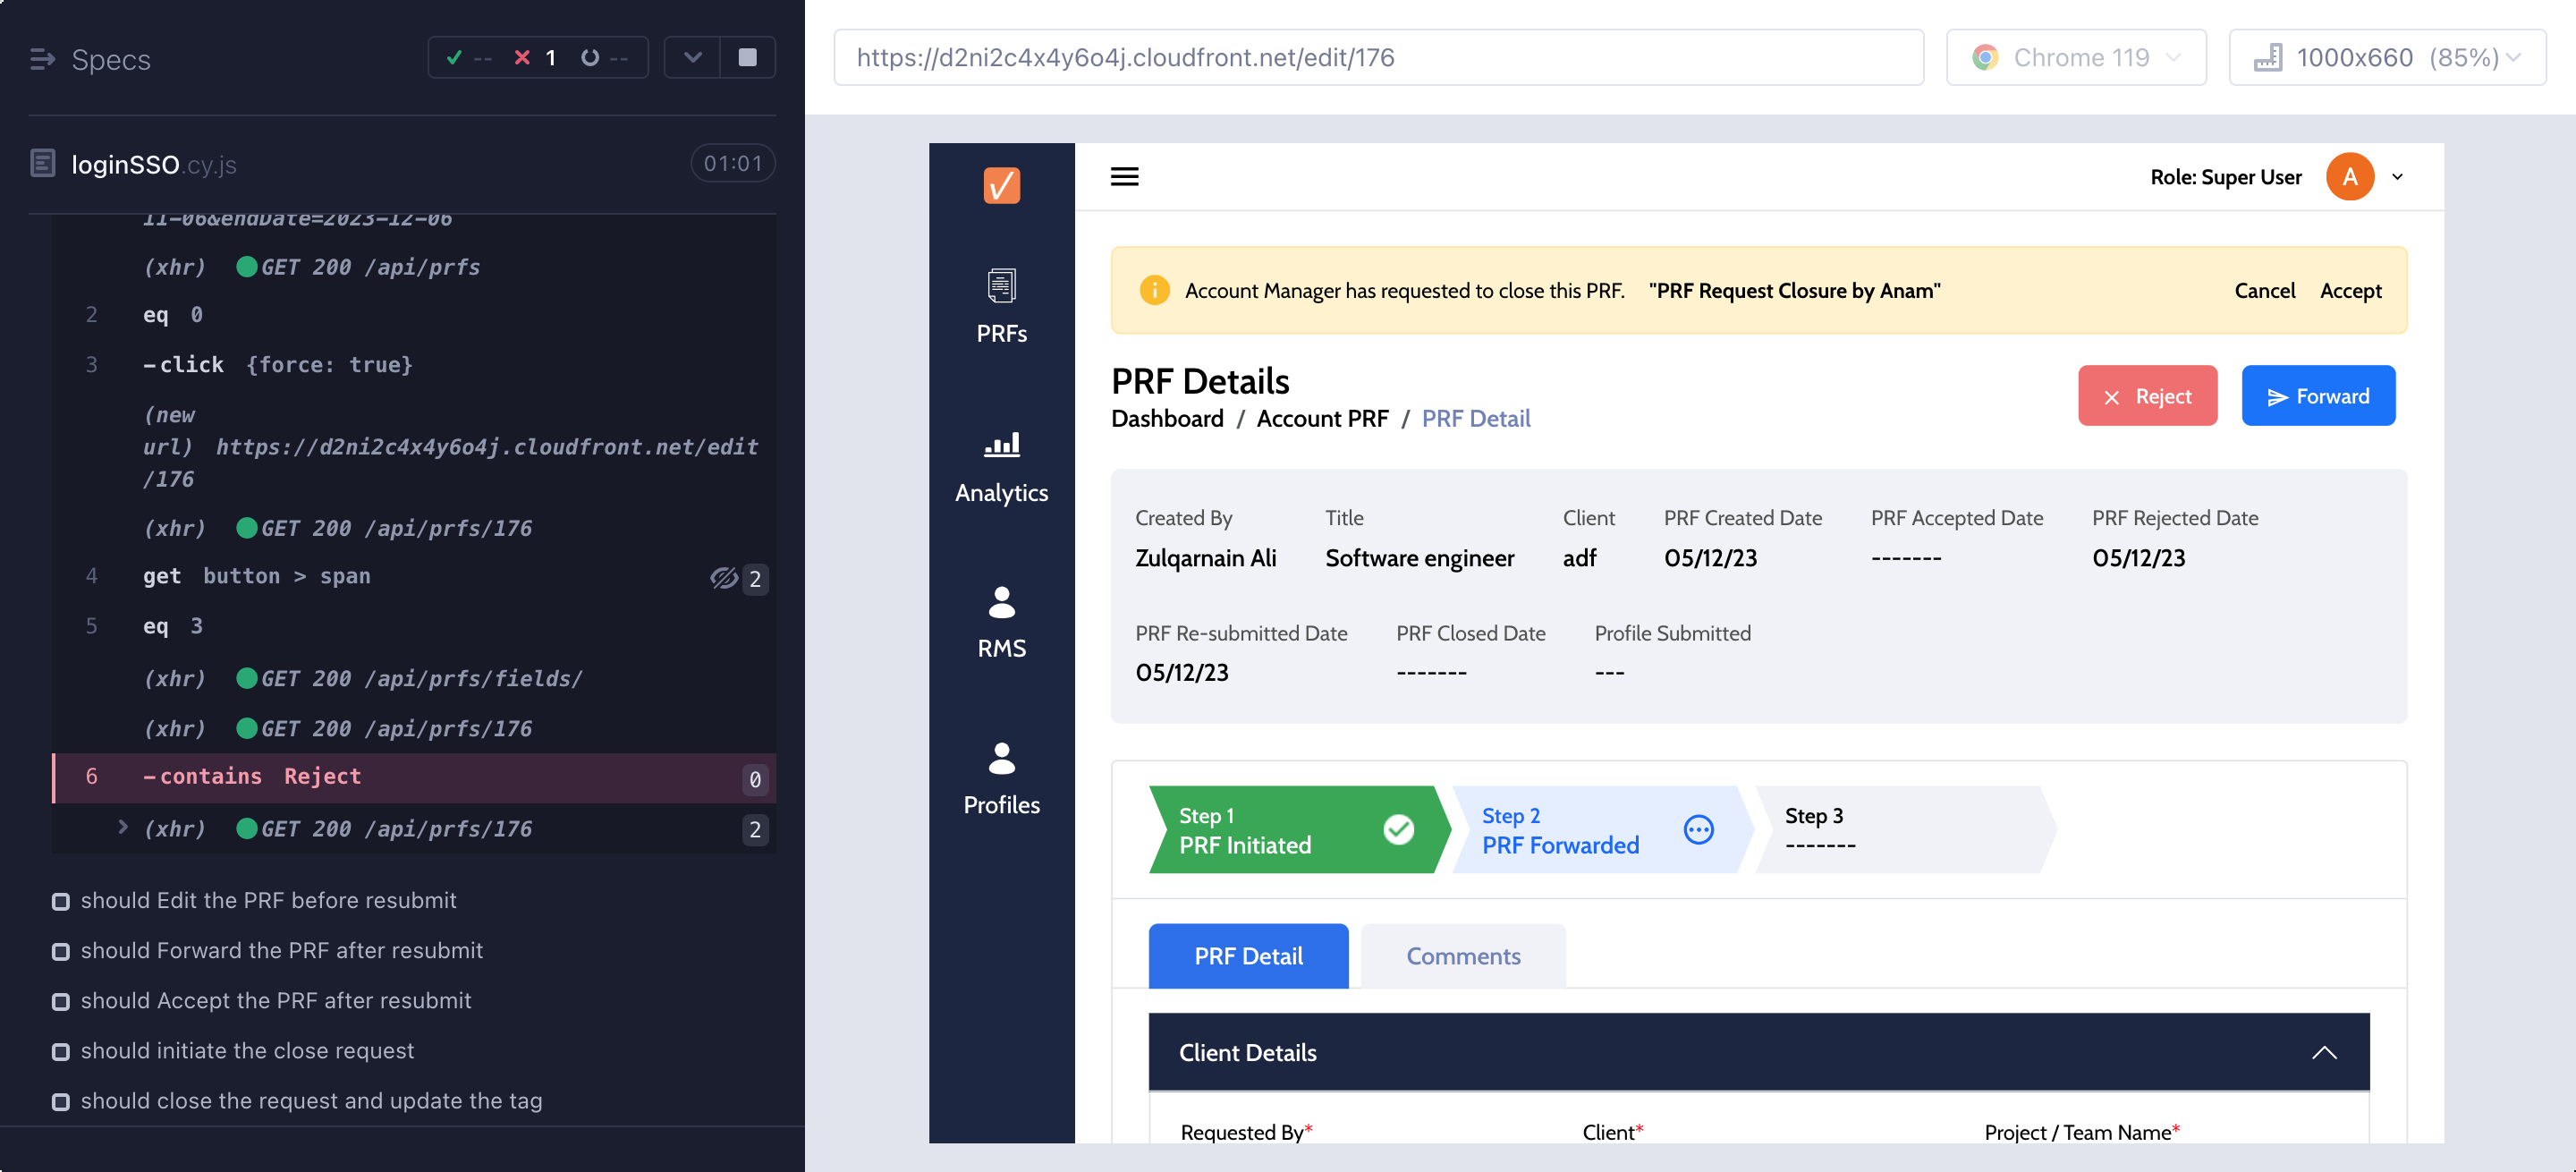 Specs
-- 1 --
loginSSO.cy.js
01:01
11-06&endDate=2023-12-06
(xhr) GET 200 /api/prfs
2 eq 0
3 -click {force: true}
(new
url) https://d2ni2c4x4y6o4j.cloudfront.net/edit
/176
(xhr) GET 200 /api/prfs/176
4 get button > span 2
5 eq 3
(xhr) GET 200 /api/prfs/fields/
(xhr) GET 200 /api/prfs/176
6 -contains Reject 0
(xhr) GET 200 /api/prfs/176 2
should Edit the PRF before resubmit
should Forward the PRF after resubmit
should Accept the PRF after resubmit
should initiate the close request
should close the request and update the tag
https://d2ni2c4x4y6o4j.cloudfront.net/edit/176
Chrome 119
1000x660 (85%)
PRFs
Analytics
RMS
Profiles
Role: Super User A
Account Manager has requested to close this PRF. "PRF Request Closure by Anam" Cancel Accept
PRF Details
Dashboard / Account PRF / PRF Detail
Reject
Forward
Created By Title Client PRF Created Date PRF Accepted Date PRF Rejected Date
Zulqarnain Ali Software engineer adf 05/12/23 ------- 05/12/23
PRF Re-submitted Date PRF Closed Date Profile Submitted
05/12/23 ------- ---
Step 1 Step 2 Step 3
PRF Initiated PRF Forwarded -------
PRF Detail Comments
Client Details
Requested By* Client* Project / Team Name*